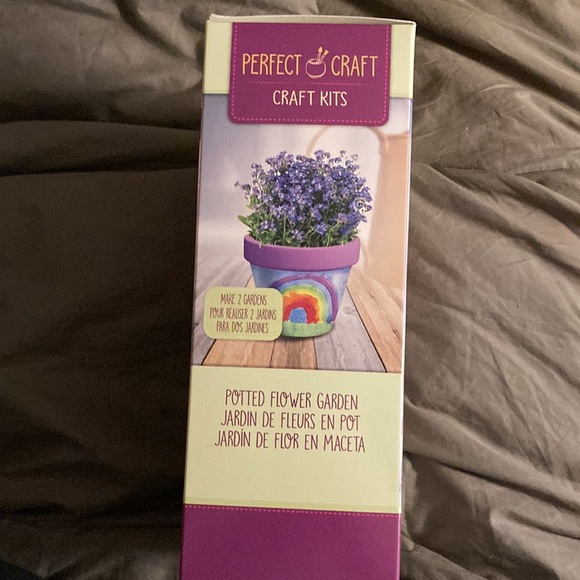 PERFECT CRAFT
CRAFT KITS
MAKE 2 GARDENS
POUR RÉALISER 2 JARDINS
PARA DOS JARDINES
POTTED FLOWER GARDEN
JARDIN DE FLEURS EN POT
JARDÍN DE FLOR EN MACETA